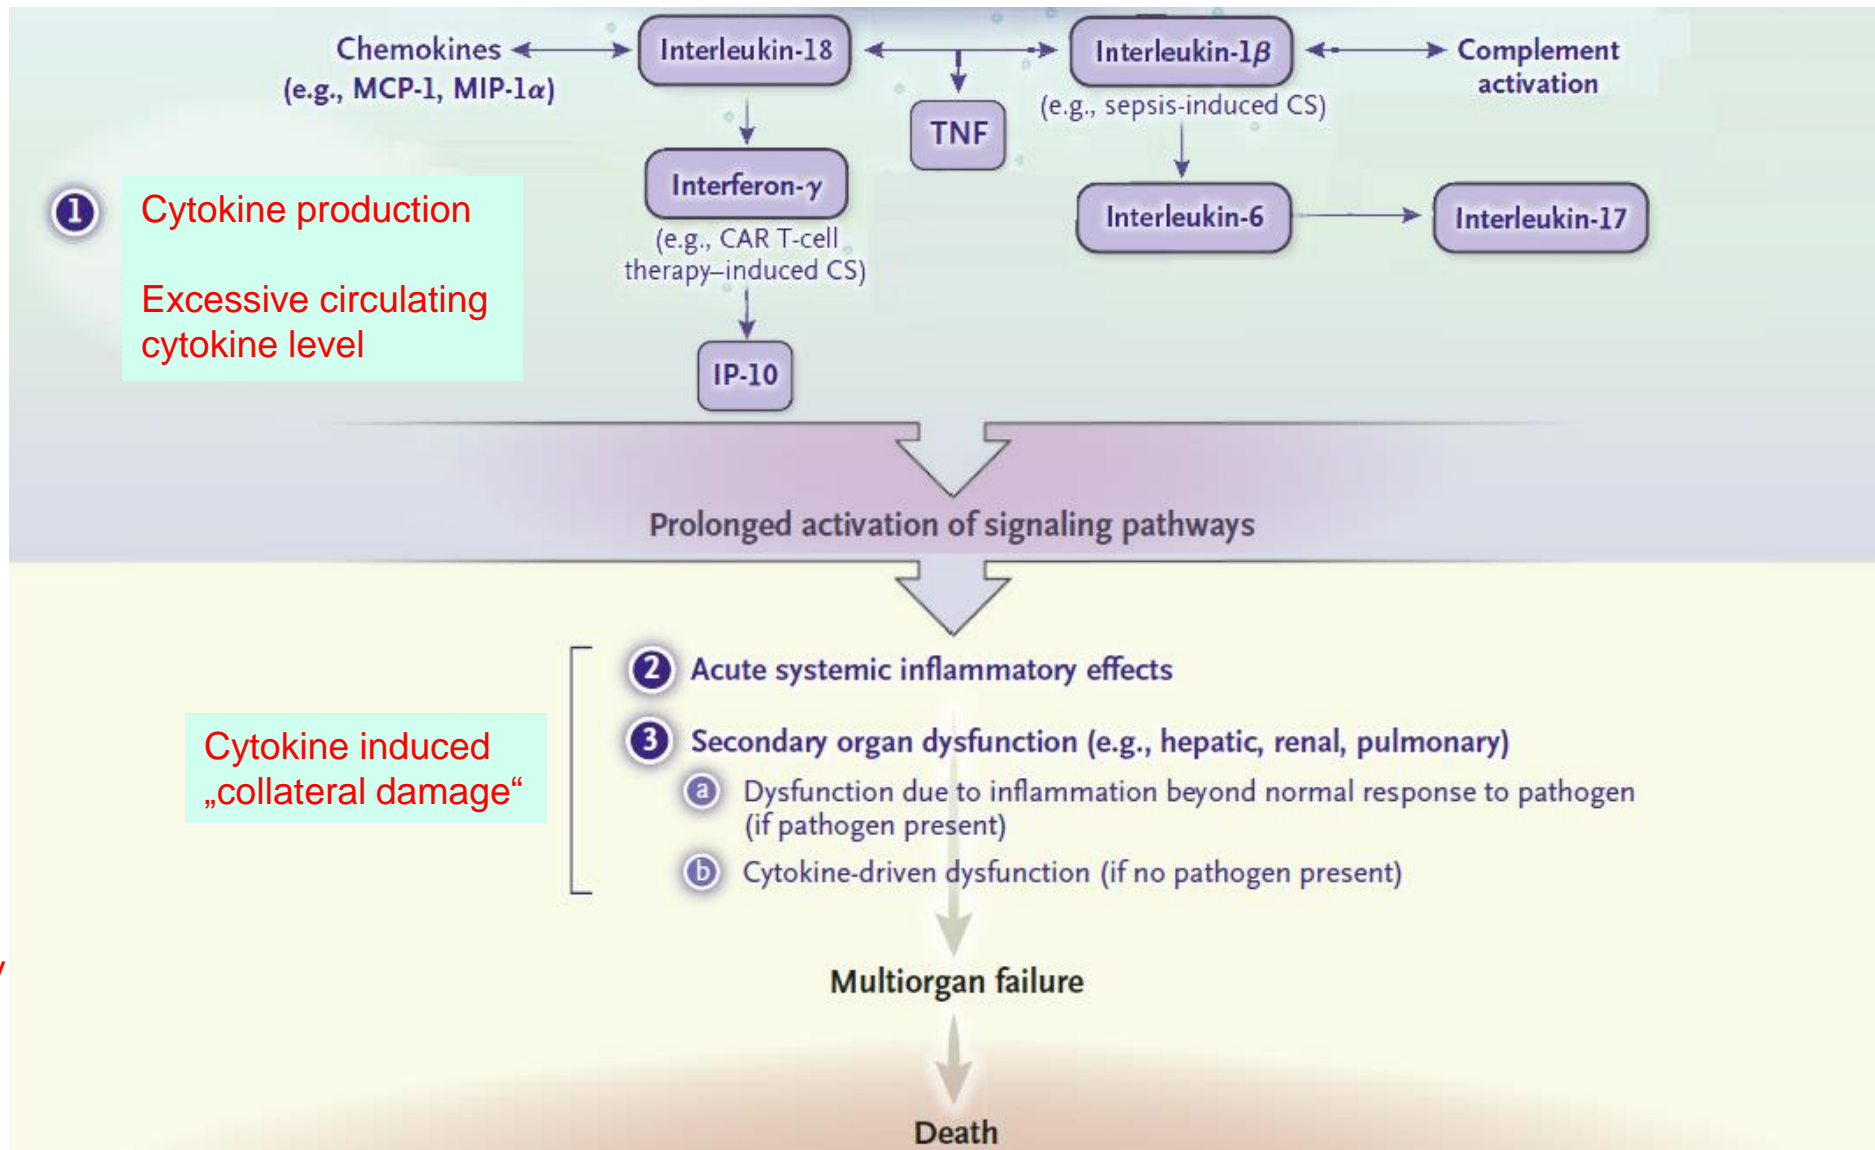 Chemokines
(e.g., MCP-1, MIP-1α)
Interleukin-18
Interleukin-1β
(e.g., sepsis-induced CS)
Complement
activation
TNF
Interferon-γ
(e.g., CAR T-cell
therapy–induced CS)
Interleukin-6
Interleukin-17
IP-10
1
Cytokine production
Excessive circulating
cytokine level
Prolonged activation of signaling pathways
2 Acute systemic inflammatory effects
3 Secondary organ dysfunction (e.g., hepatic, renal, pulmonary)
a Dysfunction due to inflammation beyond normal response to pathogen
(if pathogen present)
b Cytokine-driven dysfunction (if no pathogen present)
Cytokine induced
„collateral damage“
Multiorgan failure
Death